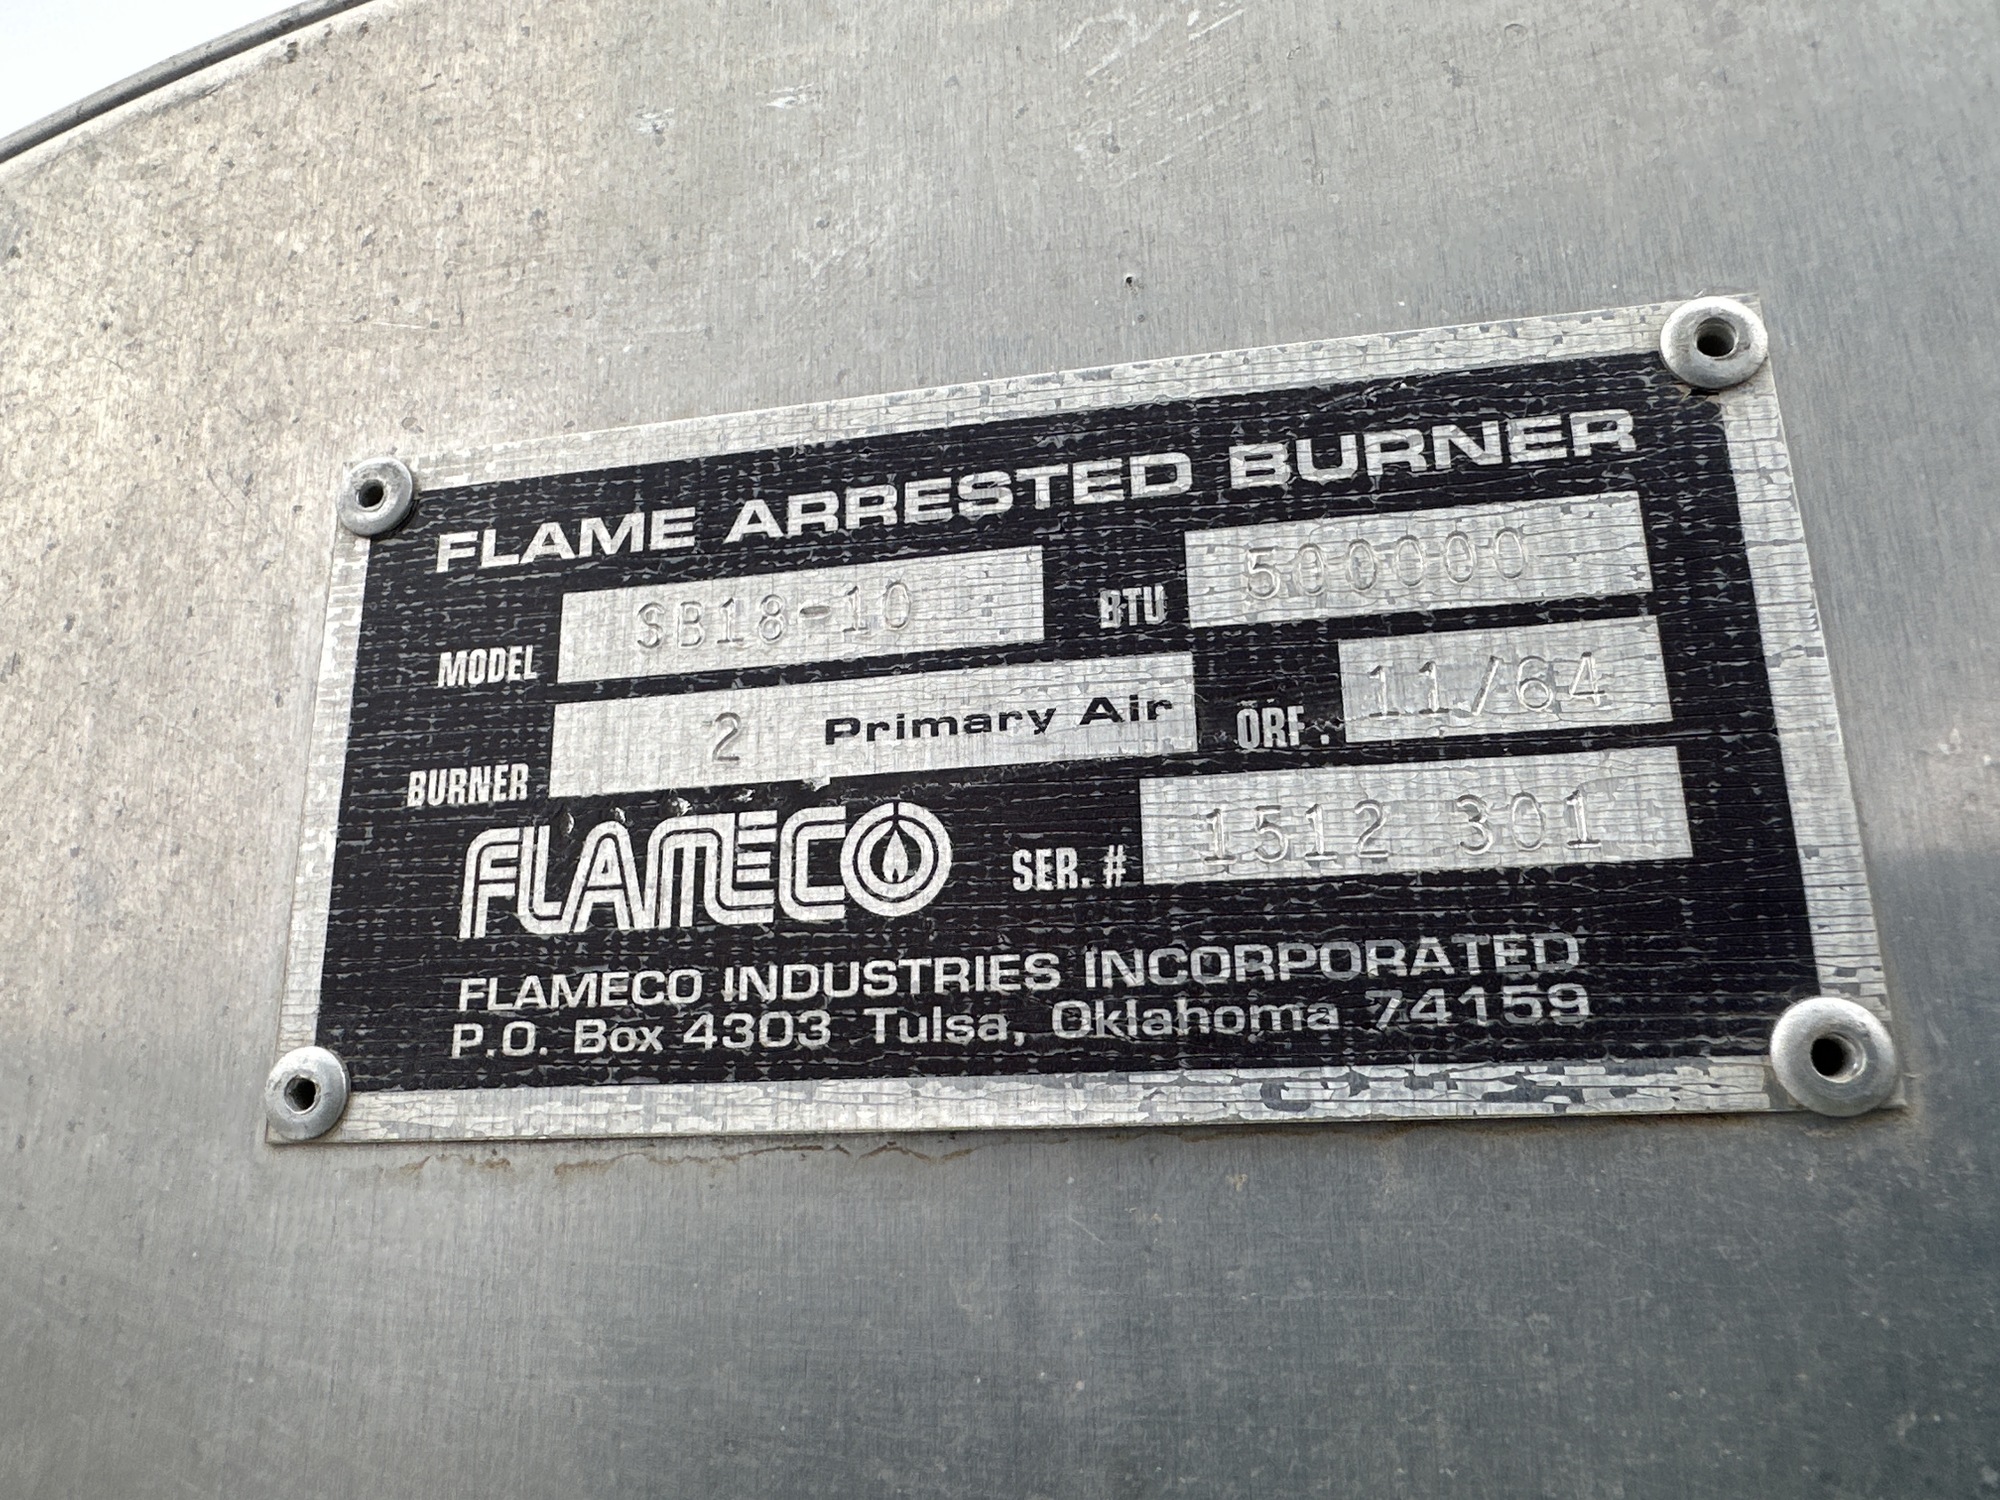 FLAME ARRESTED BURNER
MODEL SB18-10 BTU 500000
BURNER 2 Primary Air ORF. 11/64
FLAMECO SER. # 1512 301
FLAMECO INDUSTRIES INCORPORATED
P.O. Box 4303 Tulsa, Oklahoma 74159